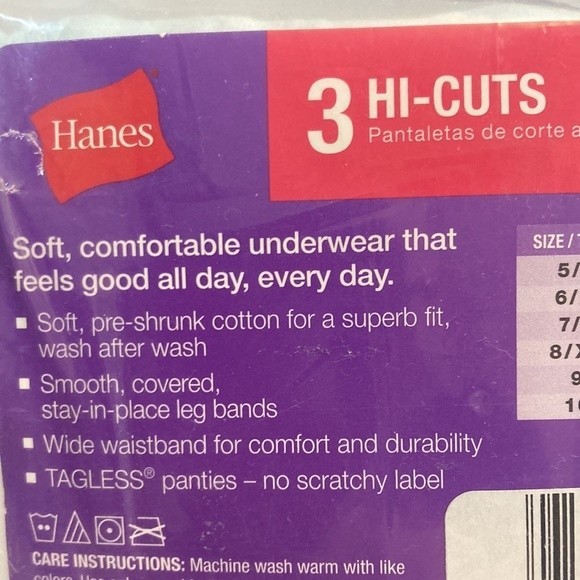 Hanes
3 HI-CUTS
Pantaletas de corte a
Soft, comfortable underwear that
feels good all day, every day.
▪ Soft, pre-shrunk cotton for a superb fit,
wash after wash
▪ Smooth, covered,
stay-in-place leg bands
▪ Wide waistband for comfort and durability
▪ TAGLESS® panties – no scratchy label
SIZE / T
5/
6/
7/
8/X
9
10
CARE INSTRUCTIONS: Machine wash warm with like